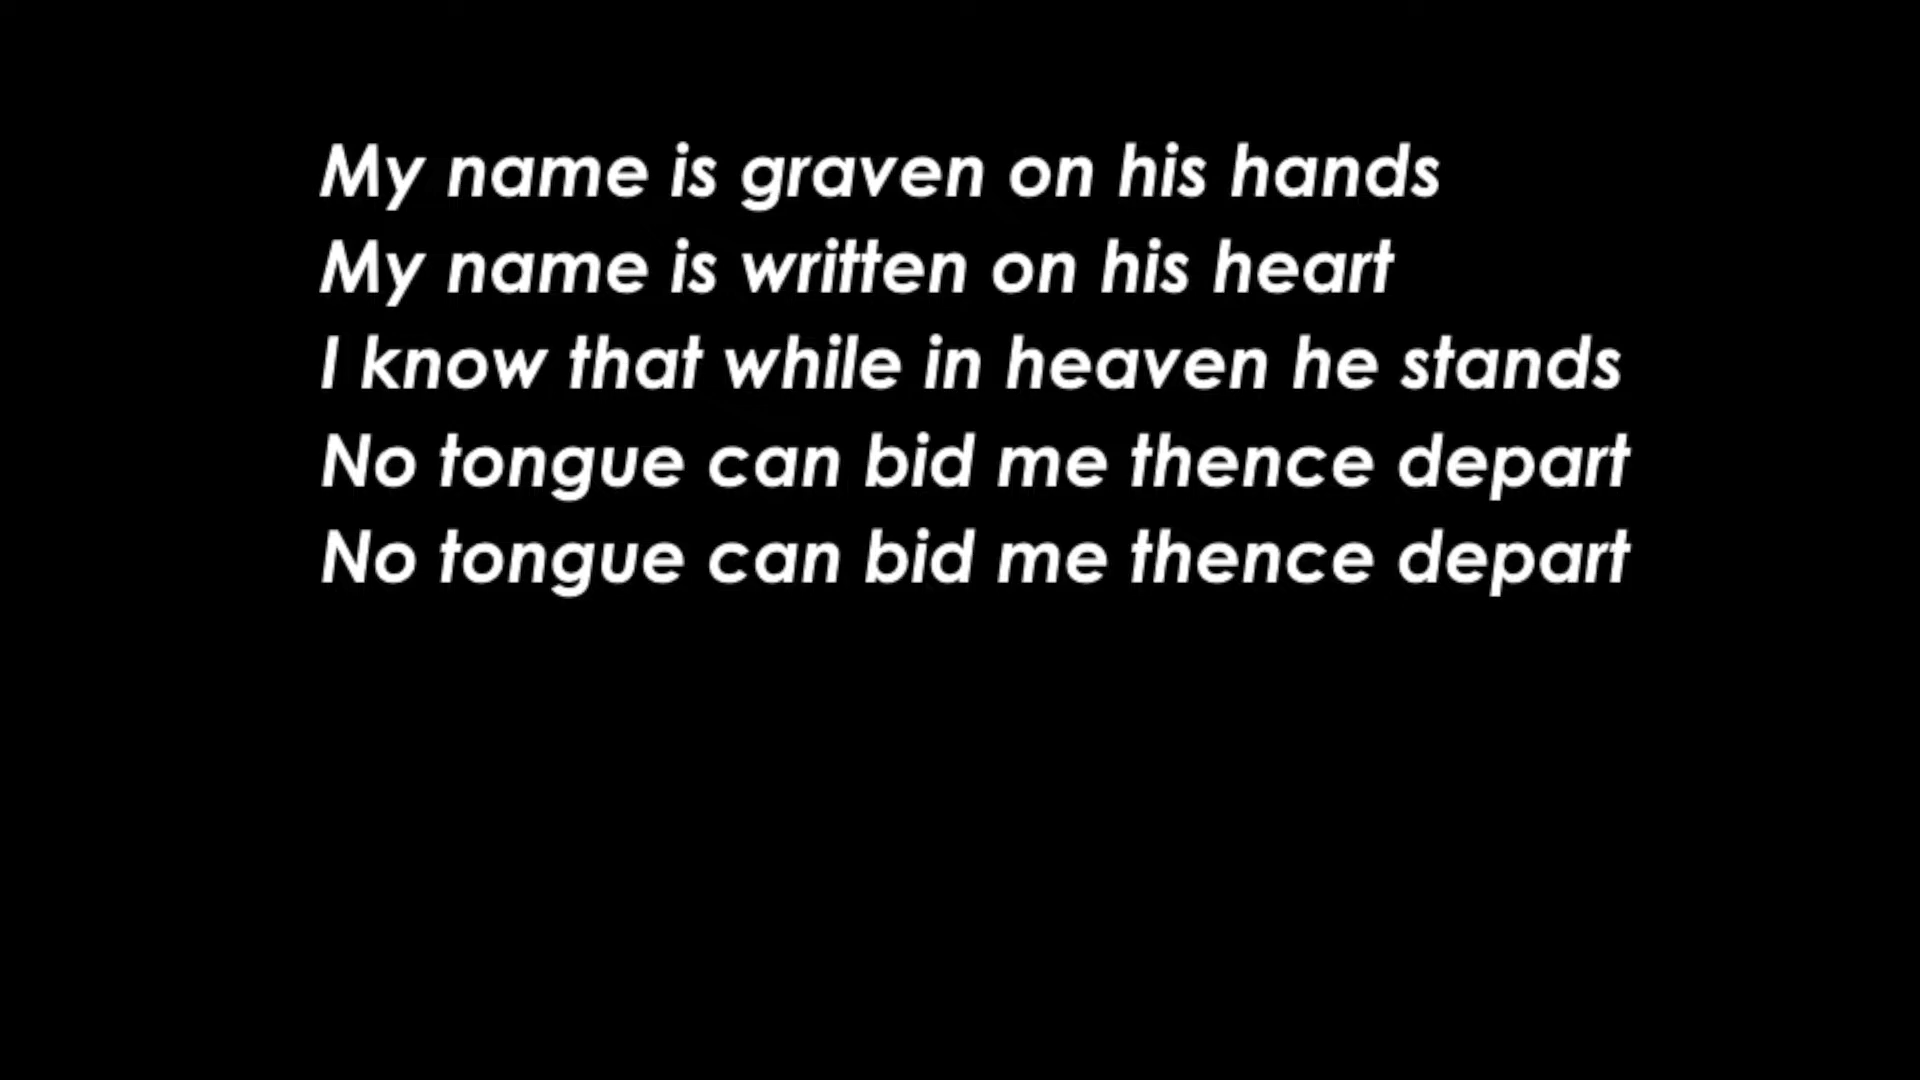 My name is graven on his hands
My name is written on his heart
I know that while in heaven he stands
No tongue can bid me thence depart
No tongue can bid me thence depart